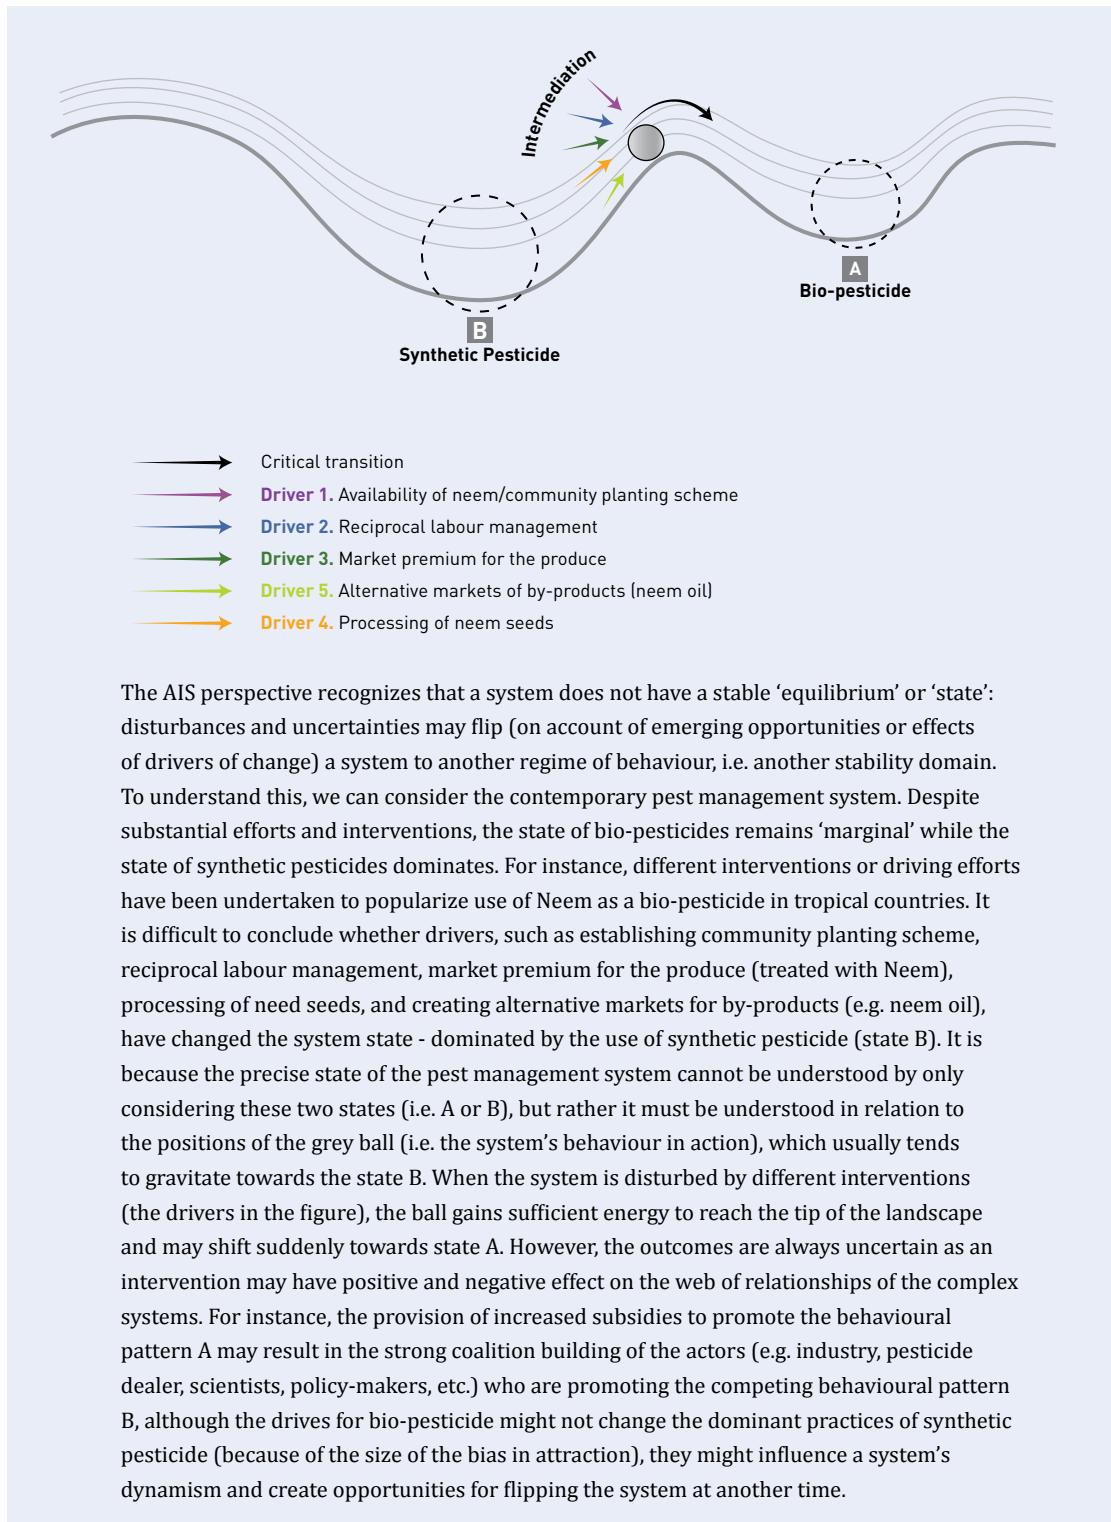 Intermediation
A
Bio-pesticide
B
Synthetic Pesticide
Critical transition
Driver 1. Availability of neem/community planting scheme
Driver 2. Reciprocal labour management
Driver 3. Market premium for the produce
Driver 5. Alternative markets of by-products (neem oil)
Driver 4. Processing of neem seeds
The AIS perspective recognizes that a system does not have a stable ‘equilibrium’ or ‘state’:
disturbances and uncertainties may flip (on account of emerging opportunities or effects
of drivers of change) a system to another regime of behaviour, i.e. another stability domain.
To understand this, we can consider the contemporary pest management system. Despite
substantial efforts and interventions, the state of bio-pesticides remains ‘marginal’ while the
state of synthetic pesticides dominates. For instance, different interventions or driving efforts
have been undertaken to popularize use of Neem as a bio-pesticide in tropical countries. It
is difficult to conclude whether drivers, such as establishing community planting scheme,
reciprocal labour management, market premium for the produce (treated with Neem),
processing of need seeds, and creating alternative markets for by-products (e.g. neem oil),
have changed the system state - dominated by the use of synthetic pesticide (state B). It is
because the precise state of the pest management system cannot be understood by only
considering these two states (i.e. A or B), but rather it must be understood in relation to
the positions of the grey ball (i.e. the system’s behaviour in action), which usually tends
to gravitate towards the state B. When the system is disturbed by different interventions
(the drivers in the figure), the ball gains sufficient energy to reach the tip of the landscape
and may shift suddenly towards state A. However, the outcomes are always uncertain as an
intervention may have positive and negative effect on the web of relationships of the complex
systems. For instance, the provision of increased subsidies to promote the behavioural
pattern A may result in the strong coalition building of the actors (e.g. industry, pesticide
dealer, scientists, policy-makers, etc.) who are promoting the competing behavioural pattern
B, although the drives for bio-pesticide might not change the dominant practices of synthetic
pesticide (because of the size of the bias in attraction), they might influence a system’s
dynamism and create opportunities for flipping the system at another time.